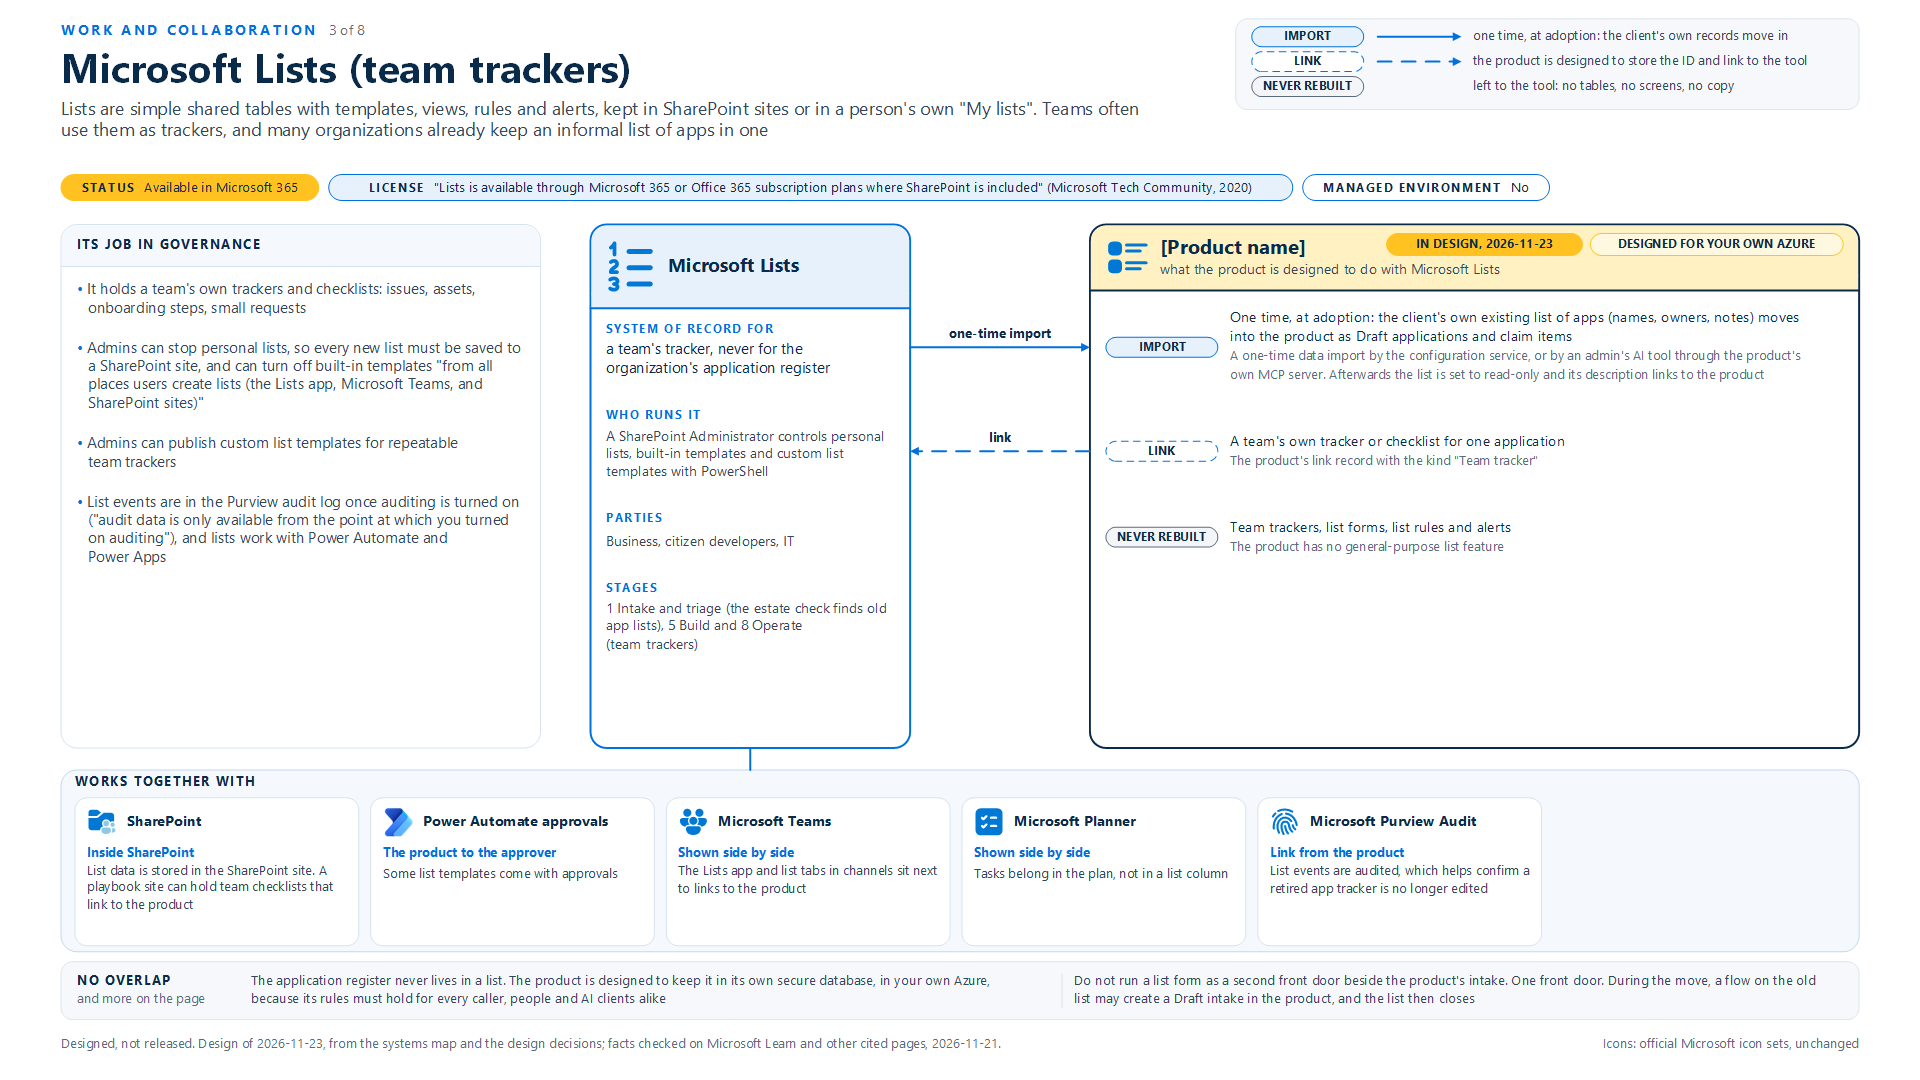 WORK AND COLLABORATION 3 of 8
Microsoft Lists (team trackers)
Lists are simple shared tables with templates, views, rules and alerts, kept in SharePoint sites or in a person's own "My lists". Teams often
use them as trackers, and many organizations already keep an informal list of apps in one
IMPORT one time, at adoption: the client's own records move in
LINK the product is designed to store the ID and link to the tool
NEVER REBUILT left to the tool: no tables, no screens, no copy
STATUS Available in Microsoft 365
LICENSE "Lists is available through Microsoft 365 or Office 365 subscription plans where SharePoint is included" (Microsoft Tech Community, 2020)
MANAGED ENVIRONMENT No
ITS JOB IN GOVERNANCE
• It holds a team's own trackers and checklists: issues, assets,
onboarding steps, small requests
• Admins can stop personal lists, so every new list must be saved to
a SharePoint site, and can turn off built-in templates "from all
places users create lists (the Lists app, Microsoft Teams, and
SharePoint sites)"
• Admins can publish custom list templates for repeatable
team trackers
• List events are in the Purview audit log once auditing is turned on
("audit data is only available from the point at which you turned
on auditing"), and lists work with Power Automate and
Power Apps
1
2
3
Microsoft Lists
SYSTEM OF RECORD FOR
a team's tracker, never for the
organization's application register
WHO RUNS IT
A SharePoint Administrator controls personal
lists, built-in templates and custom list
templates with PowerShell
PARTIES
Business, citizen developers, IT
STAGES
1 Intake and triage (the estate check finds old
app lists), 5 Build and 8 Operate
(team trackers)
one-time import
link
[Product name]
IN DESIGN, 2026-11-23
DESIGNED FOR YOUR OWN AZURE
what the product is designed to do with Microsoft Lists
IMPORT
One time, at adoption: the client's own existing list of apps (names, owners, notes) moves
into the product as Draft applications and claim items
A one-time data import by the configuration service, or by an admin's AI tool through the product's
own MCP server. Afterwards the list is set to read-only and its description links to the product
LINK
A team's own tracker or checklist for one application
The product's link record with the kind "Team tracker"
NEVER REBUILT
Team trackers, list forms, list rules and alerts
The product has no general-purpose list feature
WORKS TOGETHER WITH
SharePoint
Inside SharePoint
List data is stored in the SharePoint site. A
playbook site can hold team checklists that
link to the product
Power Automate approvals
The product to the approver
Some list templates come with approvals
Microsoft Teams
Shown side by side
The Lists app and list tabs in channels sit next
to links to the product
Microsoft Planner
Shown side by side
Tasks belong in the plan, not in a list column
Microsoft Purview Audit
Link from the product
List events are audited, which helps confirm a
retired app tracker is no longer edited
NO OVERLAP
and more on the page
The application register never lives in a list. The product is designed to keep it in its own secure database, in your own Azure,
because its rules must hold for every caller, people and AI clients alike
Do not run a list form as a second front door beside the product's intake. One front door. During the move, a flow on the old
list may create a Draft intake in the product, and the list then closes
Designed, not released. Design of 2026-11-23, from the systems map and the design decisions; facts checked on Microsoft Learn and other cited pages, 2026-11-21.
Icons: official Microsoft icon sets, unchanged